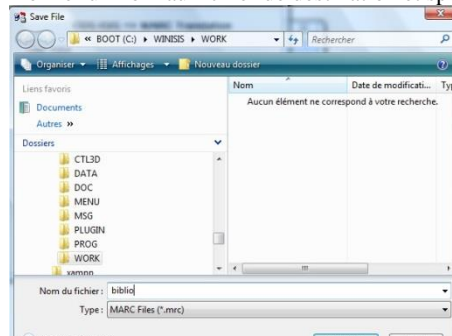 Save File
« BOOT (C:) ▸ WINISIS ▸ WORK
Rechercher
Organiser
Affichages
Nouveau dossier
Liens favoris
Documents
Autres »
Dossiers
CTL3D
DATA
DOC
MENU
MSG
PLUGIN
PROG
WORK
xampp
Nom
Date de modificati...
Aucun élément ne correspond à votre recherche.
Nom du fichier : biblio
Type : MARC Files (*.mrc)